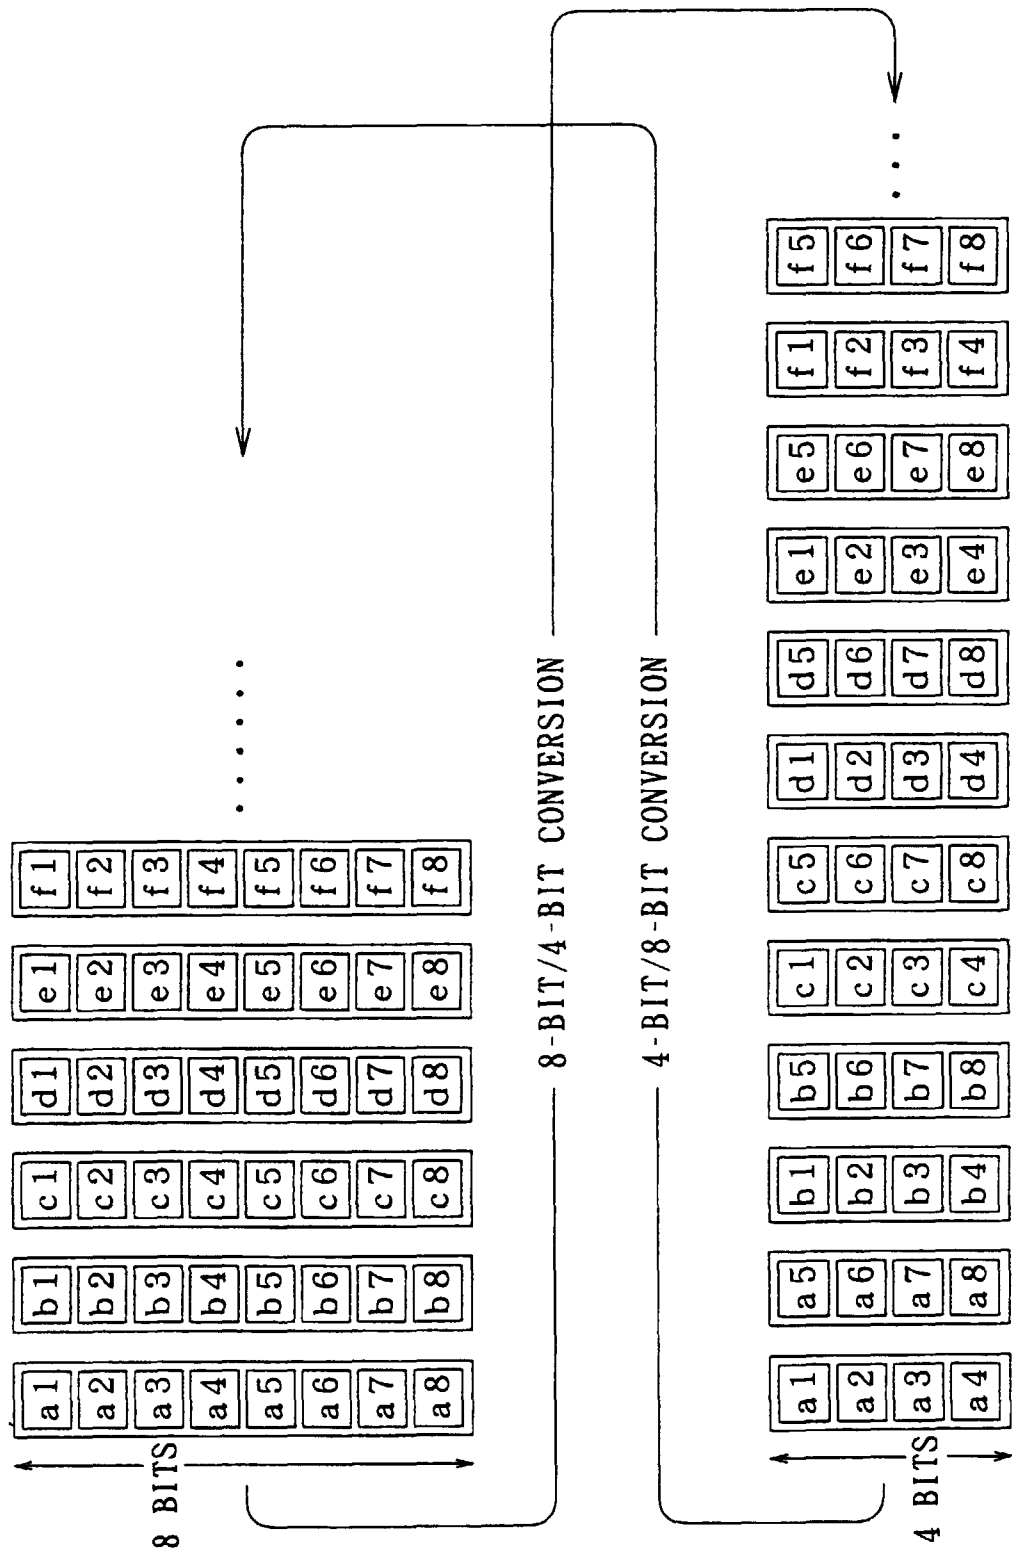 8 BITS
a1 b1 c1 d1 e1 f1
a2 b2 c2 d2 e2 f2
a3 b3 c3 d3 e3 f3
a4 b4 c4 d4 e4 f4
a5 b5 c5 d5 e5 f5
a6 b6 c6 d6 e6 f6
a7 b7 c7 d7 e7 f7
a8 b8 c8 d8 e8 f8
8-BIT/4-BIT CONVERSION
4-BIT/8-BIT CONVERSION
4 BITS
a1 a5 b1 b5 c1 c5 d1 d5 e1 e5 f1 f5
a2 a6 b2 b6 c2 c6 d2 d6 e2 e6 f2 f6
a3 a7 b3 b7 c3 c7 d3 d7 e3 e7 f3 f7
a4 a8 b4 b8 c4 c8 d4 d8 e4 e8 f4 f8